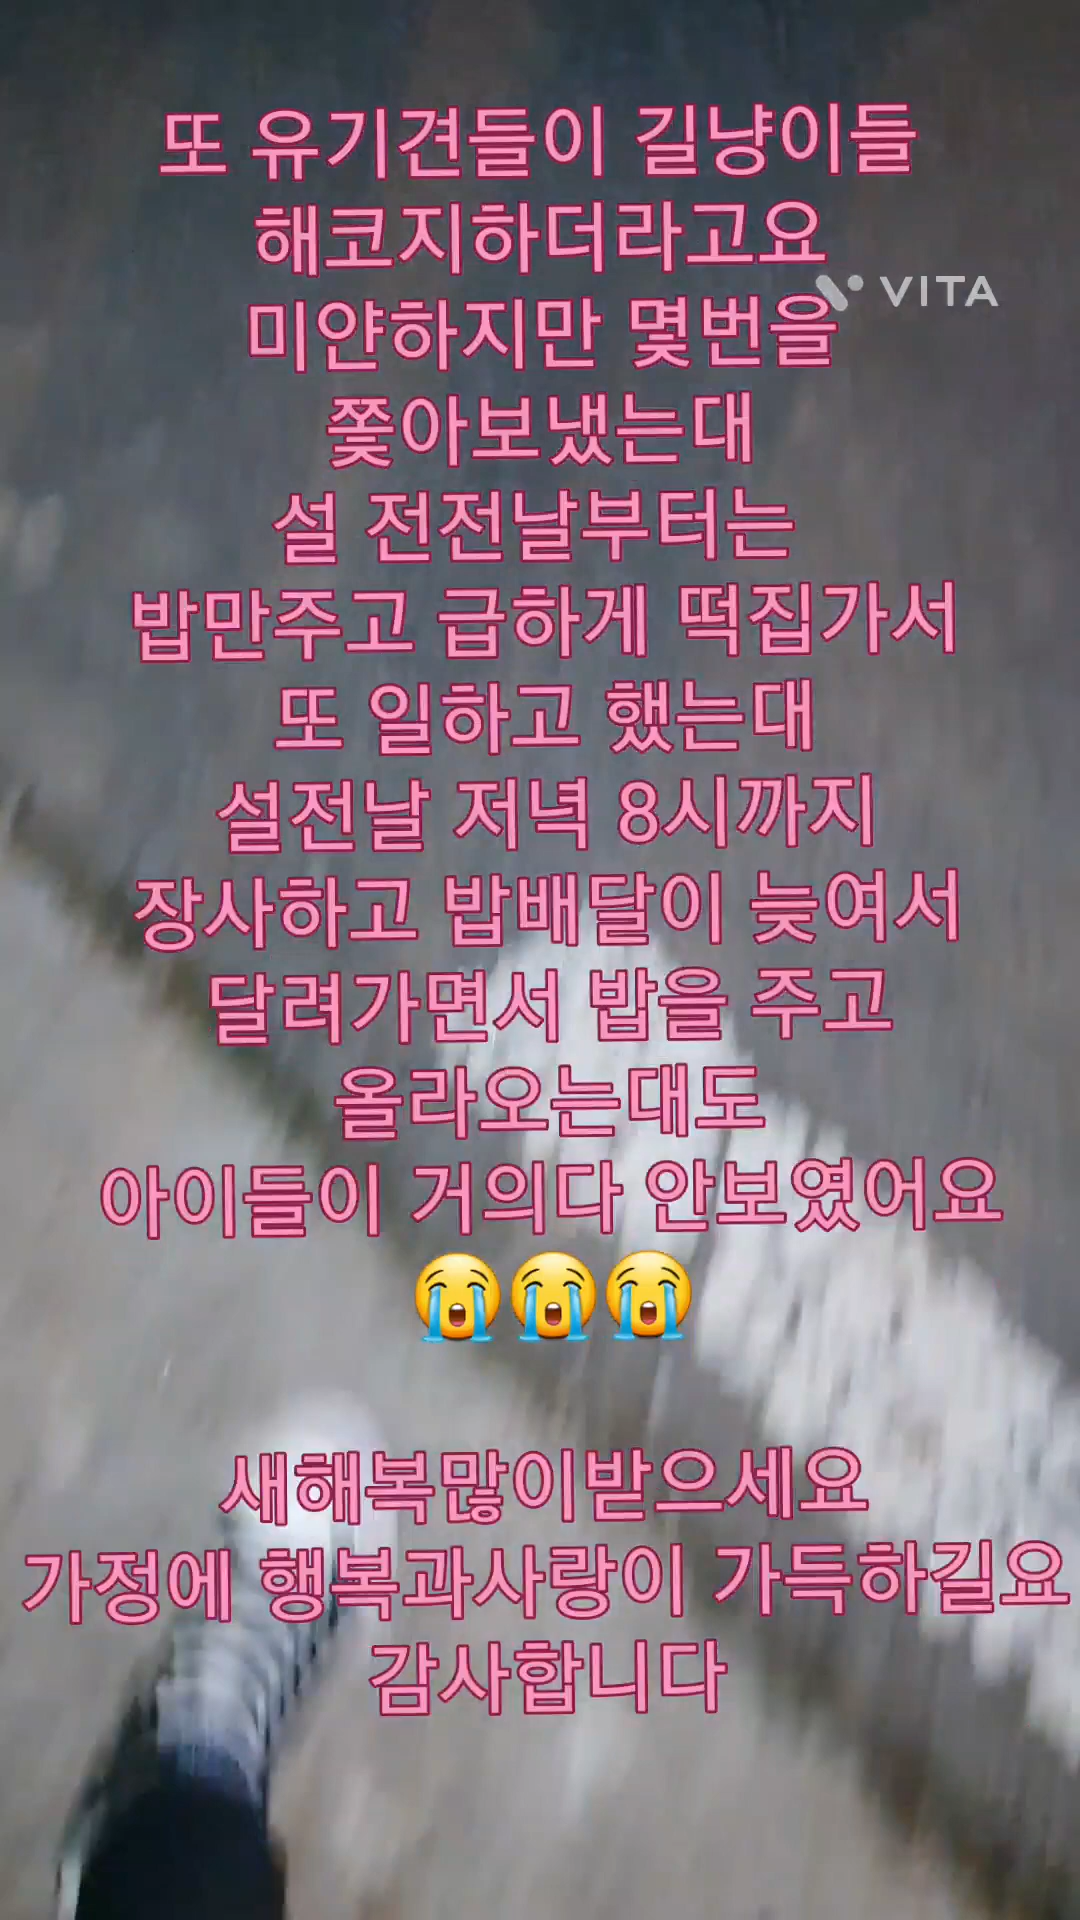 또 유기견들이 길냥이들
해코지하더라고요
VITA
미얀하지만 몇번을
쫓아보냈는대
설 전전날부터는
밥만주고 급하게 떡집가서
또 일하고 했는대
설전날 저녁 8시까지
장사하고 밥배달이 늦여서
달려가면서 밥을 주고
올라오는대도
아이들이 거의다 안보였어요
😭😭😭
새해복많이받으세요
가정에 행복과사랑이 가득하길요
감사합니다